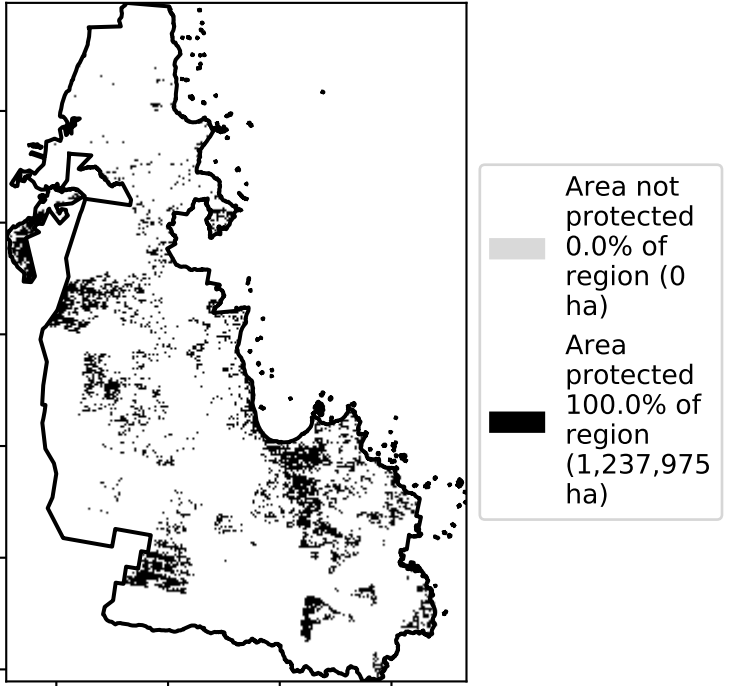 Area not
protected
0.0% of
region (0
ha)
Area
protected
100.0% of
region
(1,237,975
ha)